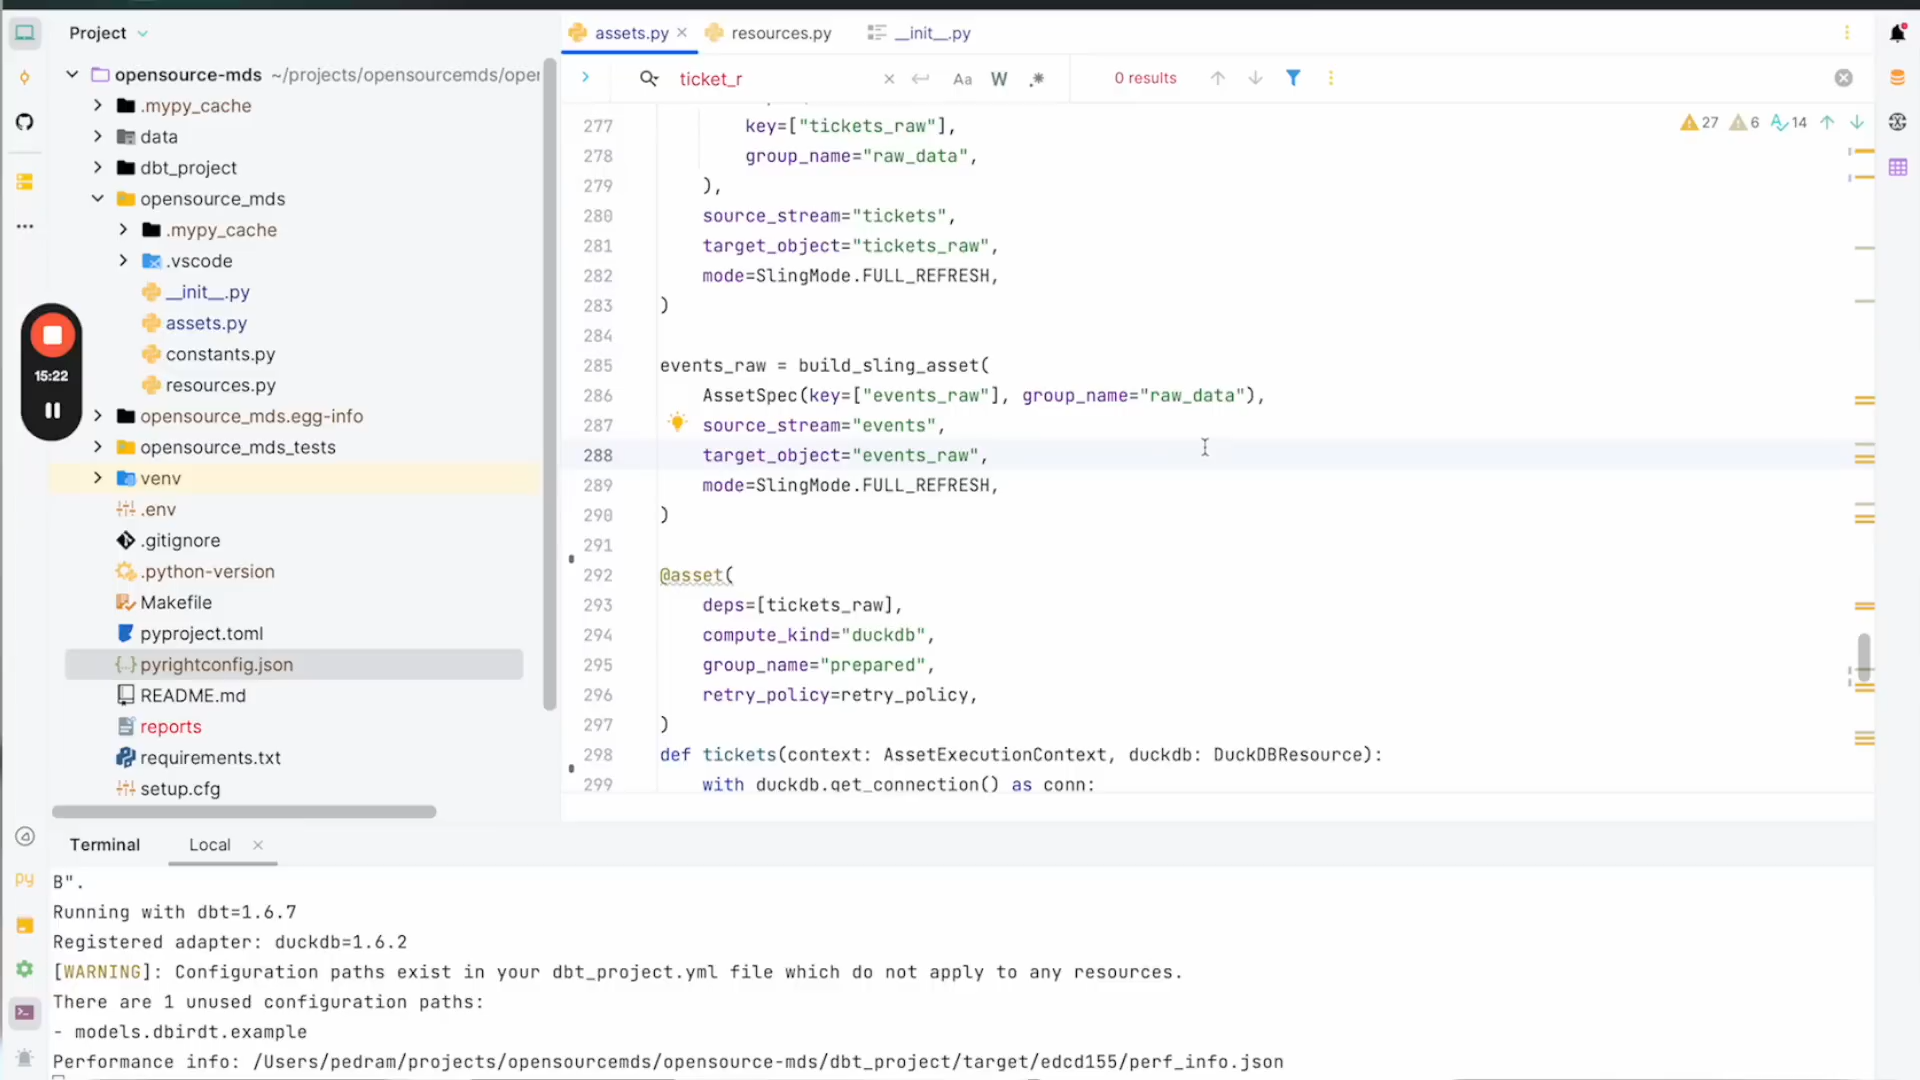 Project
assets.py
resources.py
__init__.py
opensource-mds ~/projects/opensourcemds/oper
ticket_r
Aa
W
0 results
.mypy_cache
data
dbt_project
opensource_mds
.mypy_cache
.vscode
__init__.py
assets.py
constants.py
resources.py
opensource_mds.egg-info
opensource_mds_tests
venv
.env
.gitignore
.python-version
Makefile
pyproject.toml
pyrightconfig.json
README.md
reports
requirements.txt
setup.cfg
15:22
27 6 14
277 key=["tickets_raw"],
278 group_name="raw_data",
279 ),
280 source_stream="tickets",
281 target_object="tickets_raw",
282 mode=SlingMode.FULL_REFRESH,
283 )
284
285 events_raw = build_sling_asset(
286 AssetSpec(key=["events_raw"], group_name="raw_data"),
287 source_stream="events",
288 target_object="events_raw",
289 mode=SlingMode.FULL_REFRESH,
290 )
291
292 @asset(
293 deps=[tickets_raw],
294 compute_kind="duckdb",
295 group_name="prepared",
296 retry_policy=retry_policy,
297 )
298 def tickets(context: AssetExecutionContext, duckdb: DuckDBResource):
299 with duckdb.get_connection() as conn:
Terminal
Local
py
B".
Running with dbt=1.6.7
Registered adapter: duckdb=1.6.2
[WARNING]: Configuration paths exist in your dbt_project.yml file which do not apply to any resources.
There are 1 unused configuration paths:
- models.dbirdt.example
Performance info: /Users/pedram/projects/opensourcemds/opensource-mds/dbt_project/target/edcd155/perf_info.json